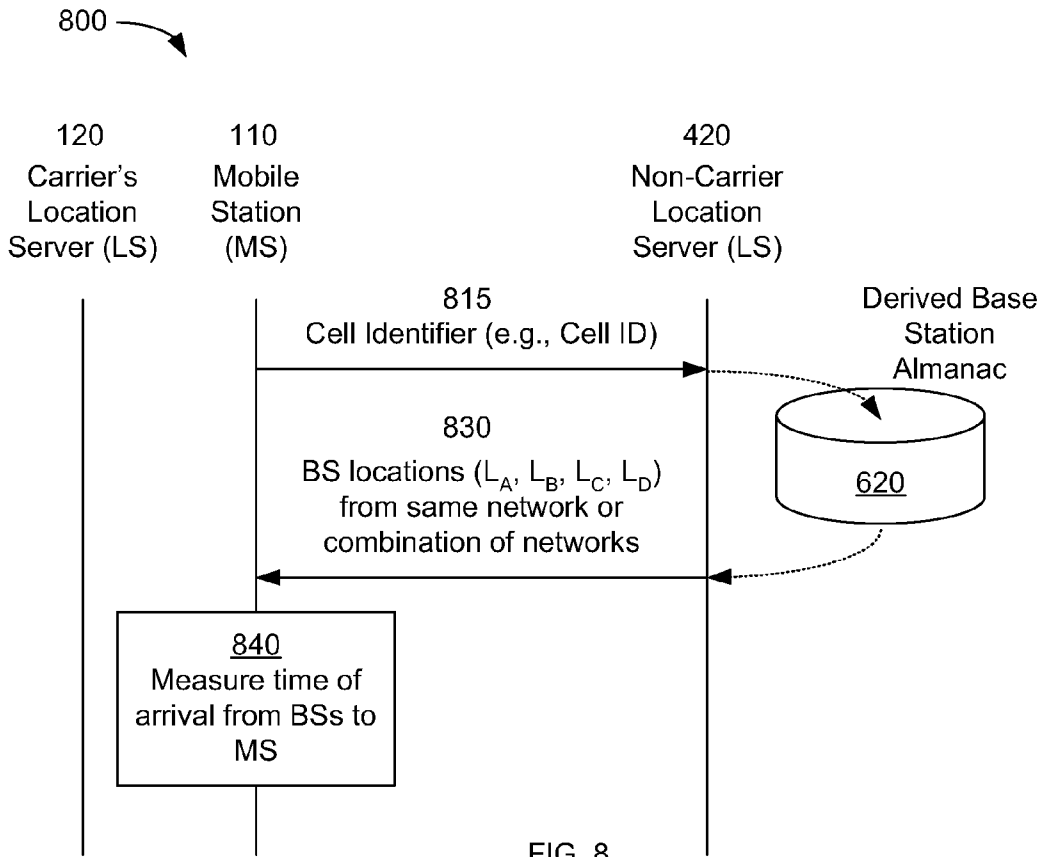 800
120
Carrier's
Location
Server (LS)
110
Mobile
Station
(MS)
420
Non-Carrier
Location
Server (LS)
815
Cell Identifier (e.g., Cell ID)
Derived Base
Station
Almanac
620
830
BS locations (L_A, L_B, L_C, L_D)
from same network or
combination of networks
840
Measure time of
arrival from BSs to
MS
FIG. 8